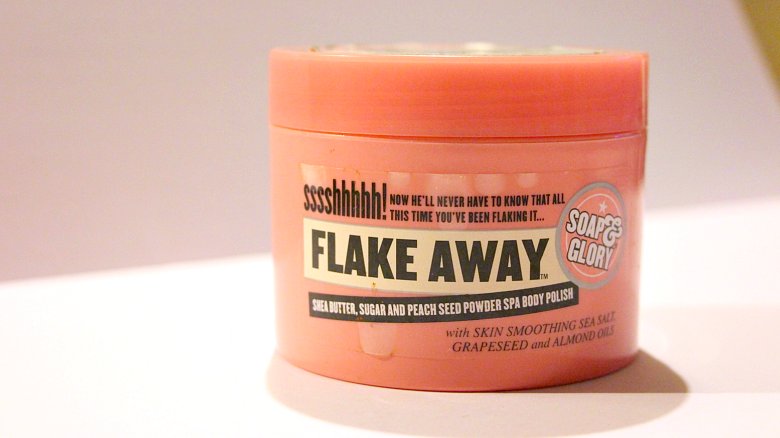 sssshhhhh! NOW HE'LL NEVER HAVE TO KNOW THAT ALL
THIS TIME YOU'VE BEEN FLAKING IT...
FLAKE AWAY™
SOAP &
GLORY
SHEA BUTTER, SUGAR AND PEACH SEED POWDER SPA BODY POLISH
with SKIN SMOOTHING SEA SALT,
GRAPESEED and ALMOND OILS